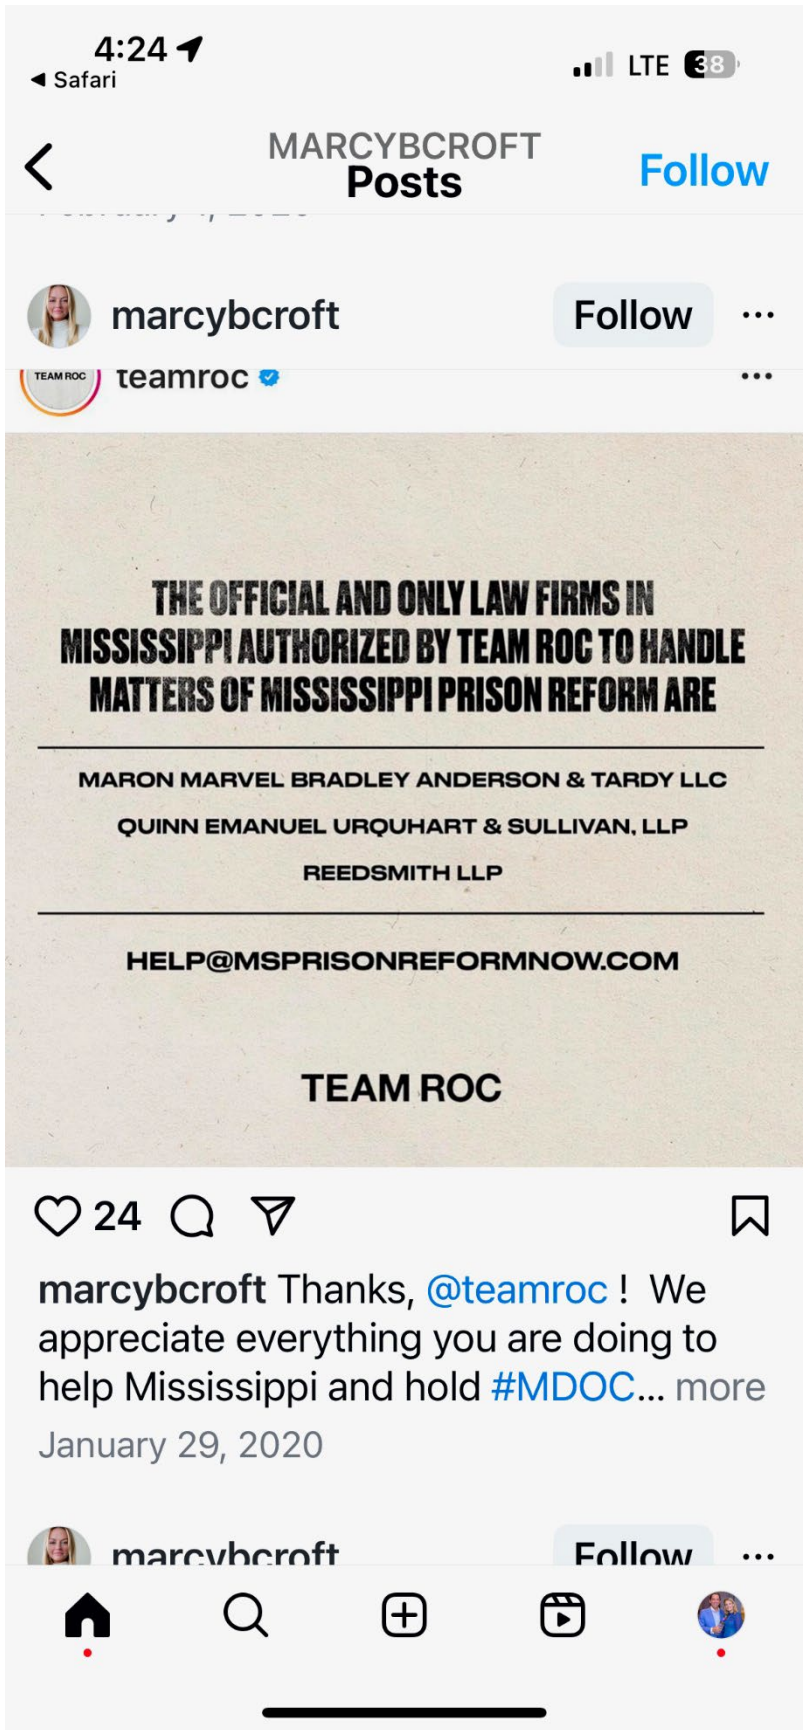 4:24
◀ Safari
LTE 38
MARCYBCROFT
Posts
Follow
marcybcroft
Follow
TEAM ROC
teamroc
THE OFFICIAL AND ONLY LAW FIRMS IN
MISSISSIPPI AUTHORIZED BY TEAM ROC TO HANDLE
MATTERS OF MISSISSIPPI PRISON REFORM ARE
MARON MARVEL BRADLEY ANDERSON & TARDY LLC
QUINN EMANUEL URQUHART & SULLIVAN, LLP
REEDSMITH LLP
HELP@MSPRISONREFORMNOW.COM
TEAM ROC
24
marcybcroft Thanks, @teamroc ! We
appreciate everything you are doing to
help Mississippi and hold #MDOC... more
January 29, 2020
marcybcroft
Follow